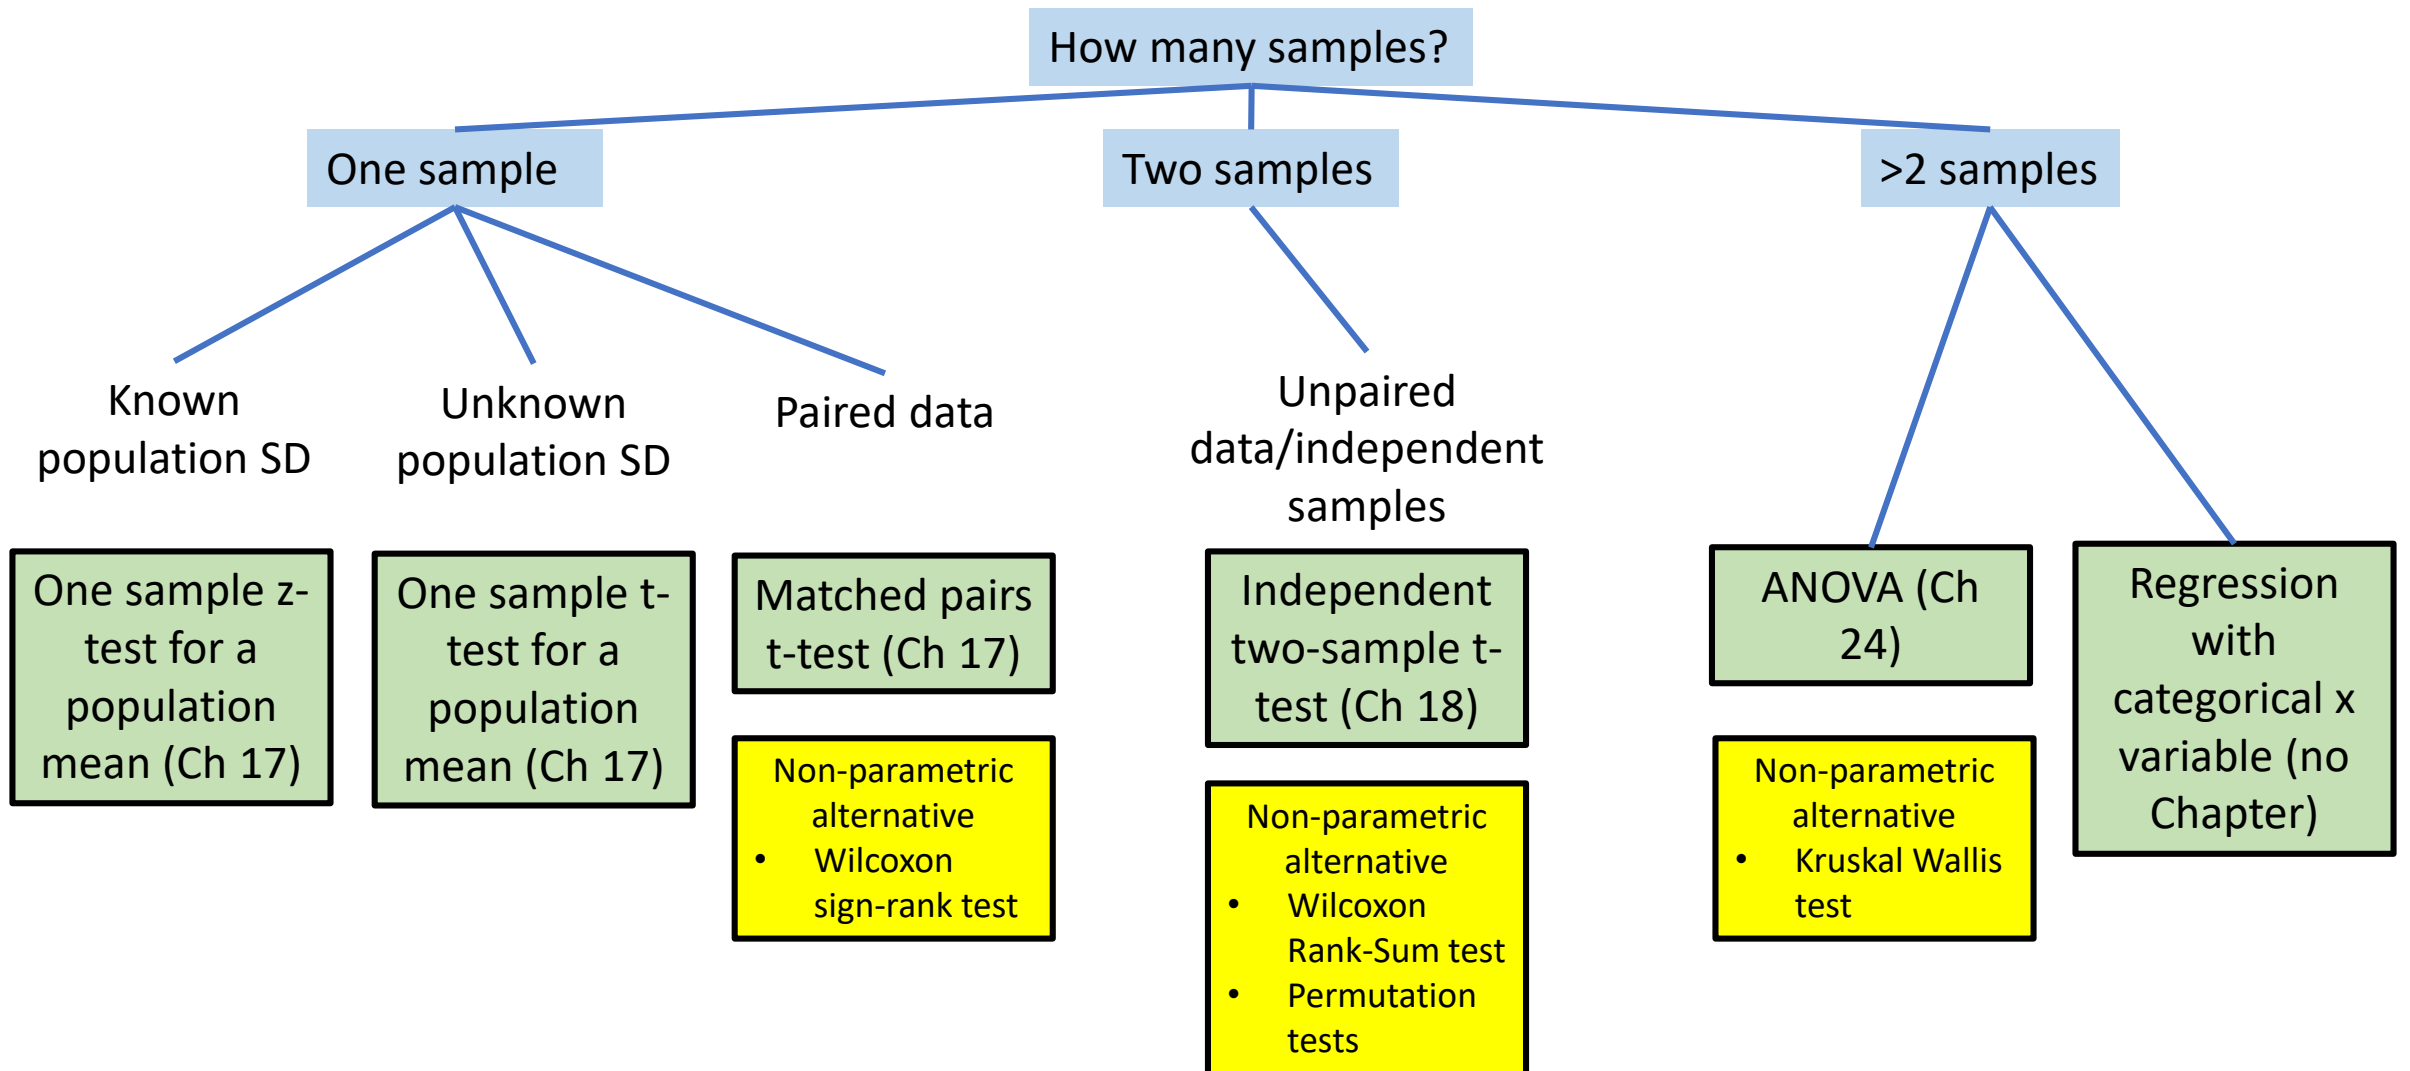 How many samples?
One sample
Two samples
>2 samples
Known
population SD
Unknown
population SD
Paired data
Unpaired
data/independent
samples
One sample z-
test for a
population
mean (Ch 17)
One sample t-
test for a
population
mean (Ch 17)
Matched pairs
t-test (Ch 17)
Non-parametric
alternative
• Wilcoxon
sign-rank test
Independent
two-sample t-
test (Ch 18)
Non-parametric
alternative
• Wilcoxon
Rank-Sum test
• Permutation
tests
ANOVA (Ch
24)
Non-parametric
alternative
• Kruskal Wallis
test
Regression
with
categorical x
variable (no
Chapter)